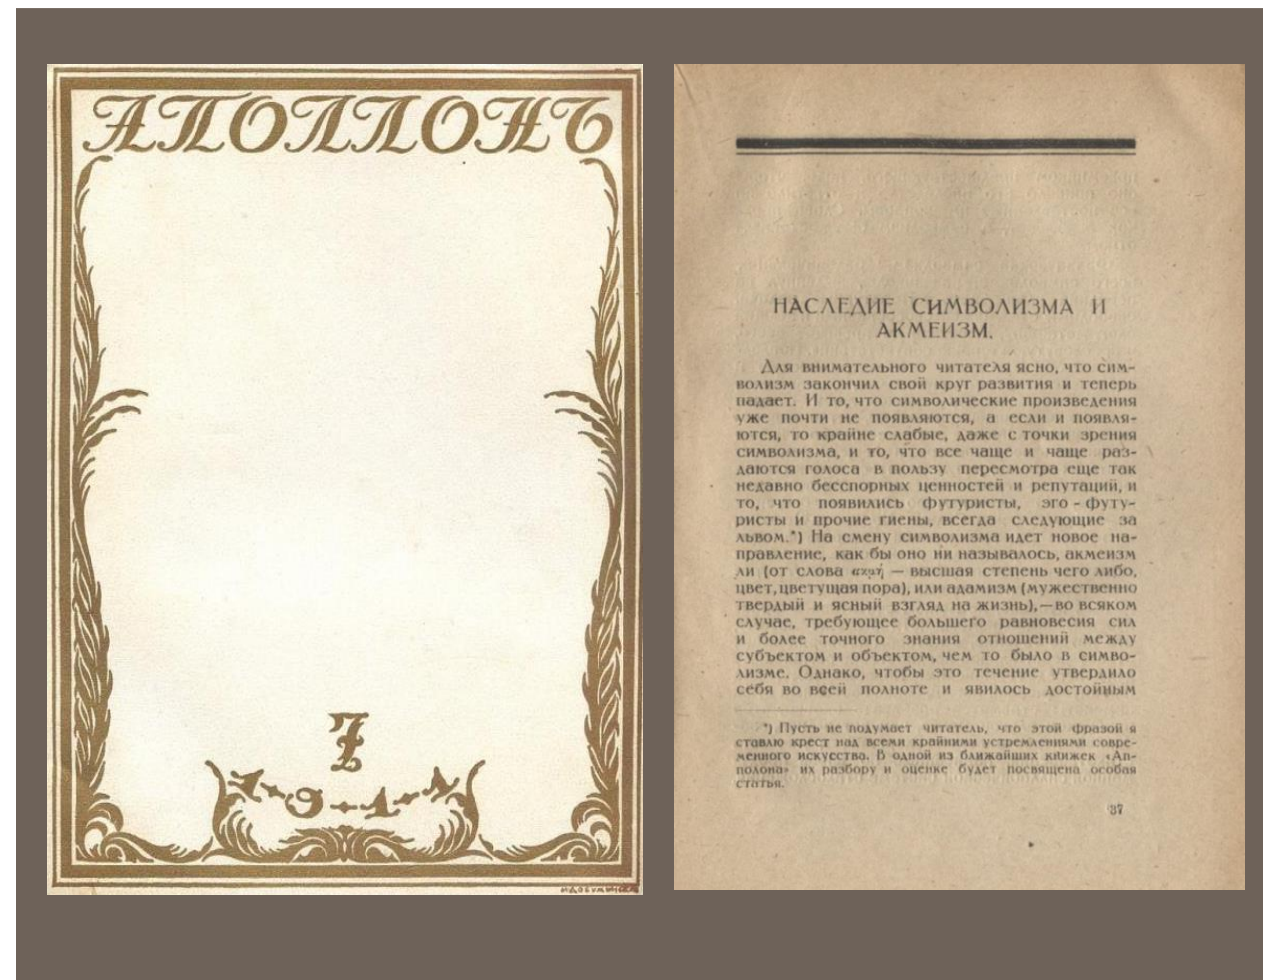 АПОЛЛОНЪ
7
1·9·1·1
НАСЛЕДИЕ СИМВОЛИЗМА И
АКМЕИЗМ.
Для внимательного читателя ясно, что сим-
волизм закончил свой круг развития и теперь
падает. И то, что символические произведения
уже почти не появляются, а если и появля-
ются, то крайне слабые, даже с точки зрения
символизма, и то, что все чаще и чаще раз-
даются голоса в пользу пересмотра еще так
недавно бесспорных ценностей и репутаций, и
то, что появились футуристы, эго-футу-
ристы и прочие гиены, всегда следующие за
львом.*) На смену символизма идет новое на-
правление, как бы оно ни называлось, акмеизм
ли (от слова ακμή — высшая степень чего либо,
цвет, цветущая пора), или адамизм (мужественно
твердый и ясный взгляд на жизнь),—во всяком
случае, требующее большего равновесия сил
и более точного знания отношений между
субъектом и объектом, чем то было в симво-
лизме. Однако, чтобы это течение утвердило
себя во всей полноте и явилось достойным
*) Пусть не подумает читатель, что этой фразой я
ставлю крест над всеми крайними устремлениями совре-
менного искусства. В одной из ближайших книжек «Ап-
полона» их разбору и оценке будет посвящена особая
статья.
37